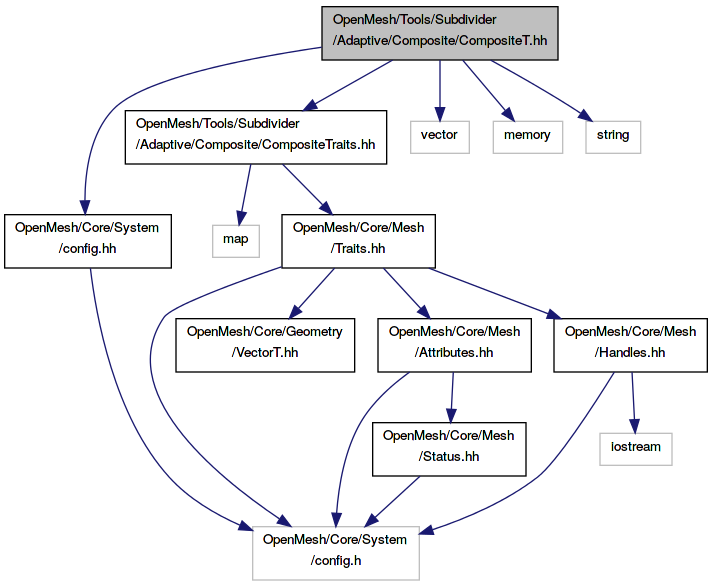 OpenMesh/Tools/Subdivider
/Adaptive/Composite/CompositeT.hh
OpenMesh/Tools/Subdivider
/Adaptive/Composite/CompositeTraits.hh
vector
memory
string
OpenMesh/Core/System
/config.hh
map
OpenMesh/Core/Mesh
/Traits.hh
OpenMesh/Core/Geometry
/VectorT.hh
OpenMesh/Core/Mesh
/Attributes.hh
OpenMesh/Core/Mesh
/Handles.hh
OpenMesh/Core/Mesh
/Status.hh
iostream
OpenMesh/Core/System
/config.h